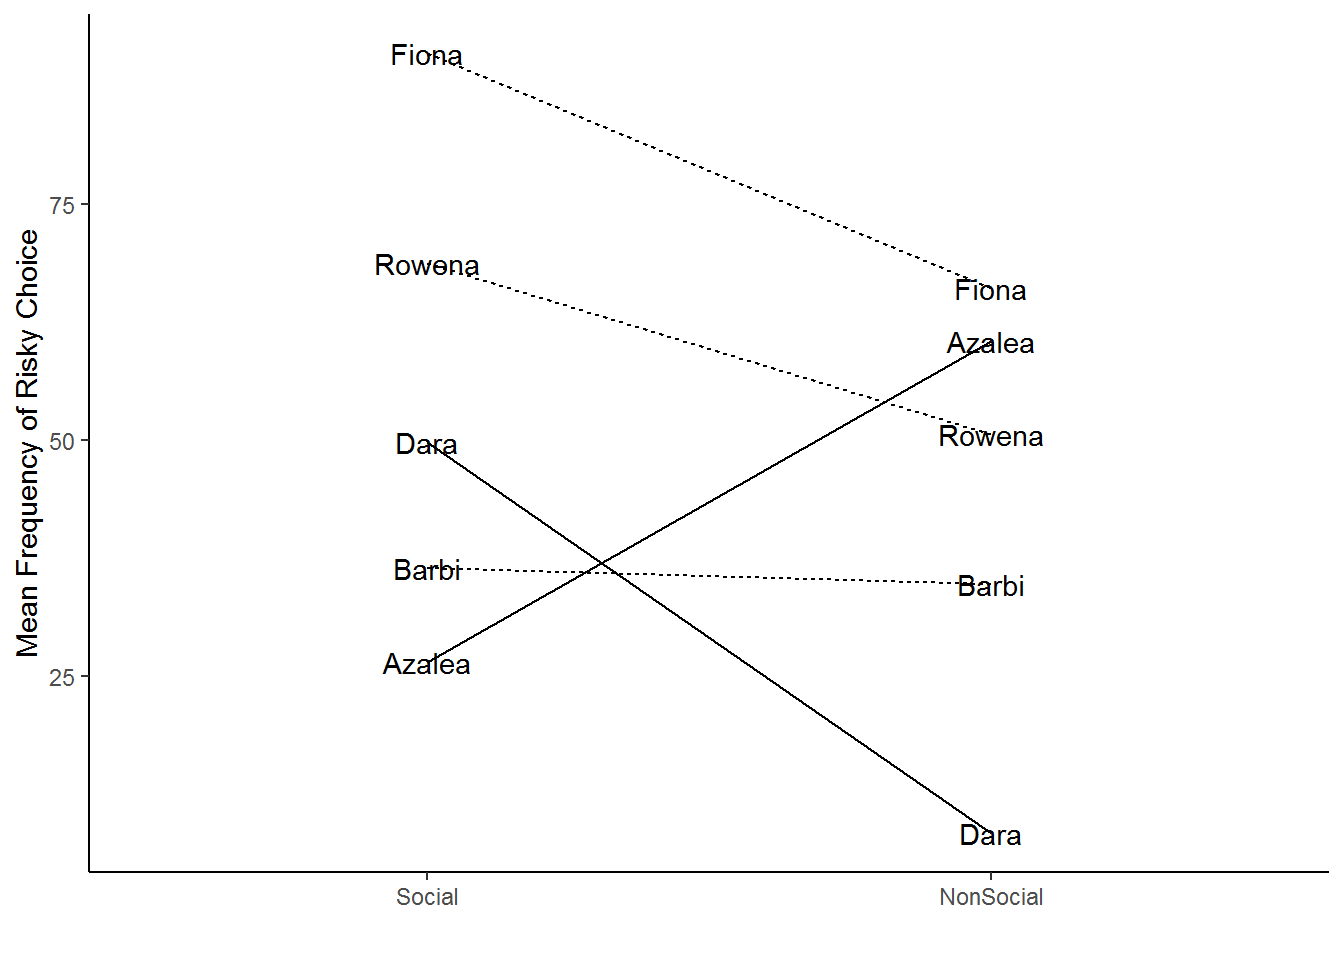 Mean Frequency of Risky Choice
75
50
25
Fiona
Rowena
Dara
Barbi
Azalea
Fiona
Azalea
Rowena
Barbi
Dara
Social
NonSocial